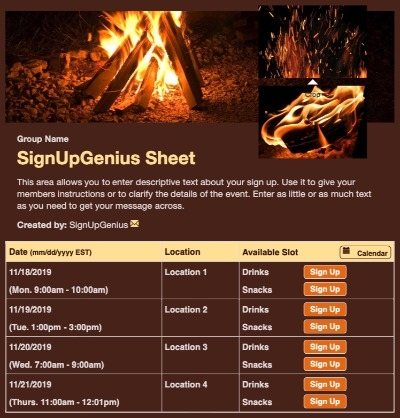 Group Name
SignUpGenius Sheet
This area allows you to enter descriptive text about your sign up. Use it to give your
members instructions or to clarify the details of the event. Enter as little or as much text
as you need to get your message across.
Created by: SignUpGenius
Date (mm/dd/yyyy EST) Location Available Slot Calendar
11/18/2019 Location 1 Drinks Sign Up
(Mon. 9:00am - 10:00am) Snacks Sign Up
11/19/2019 Location 2 Drinks Sign Up
(Tue. 1:00pm - 3:00pm) Snacks Sign Up
11/20/2019 Location 3 Drinks Sign Up
(Wed. 7:00am - 9:00am) Snacks Sign Up
11/21/2019 Location 4 Drinks Sign Up
(Thurs. 11:00am - 12:01pm) Snacks Sign Up